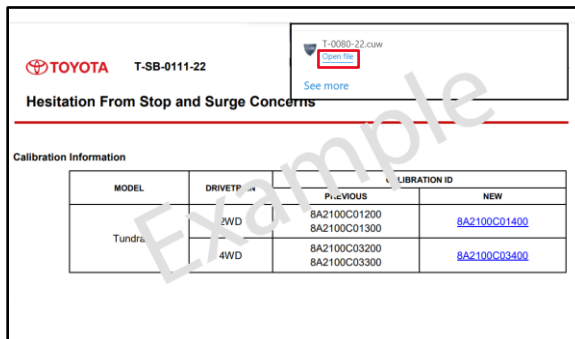 T-0080-22.cuw
Open file
See more
TOYOTA T-SB-0111-22
Hesitation From Stop and Surge Concerns
Calibration Information
MODEL DRIVETRAIN CALIBRATION ID
PREVIOUS NEW
Tundra 2WD 8A2100C01200 8A2100C01300 8A2100C01400
4WD 8A2100C03200 8A2100C03300 8A2100C03400
Example